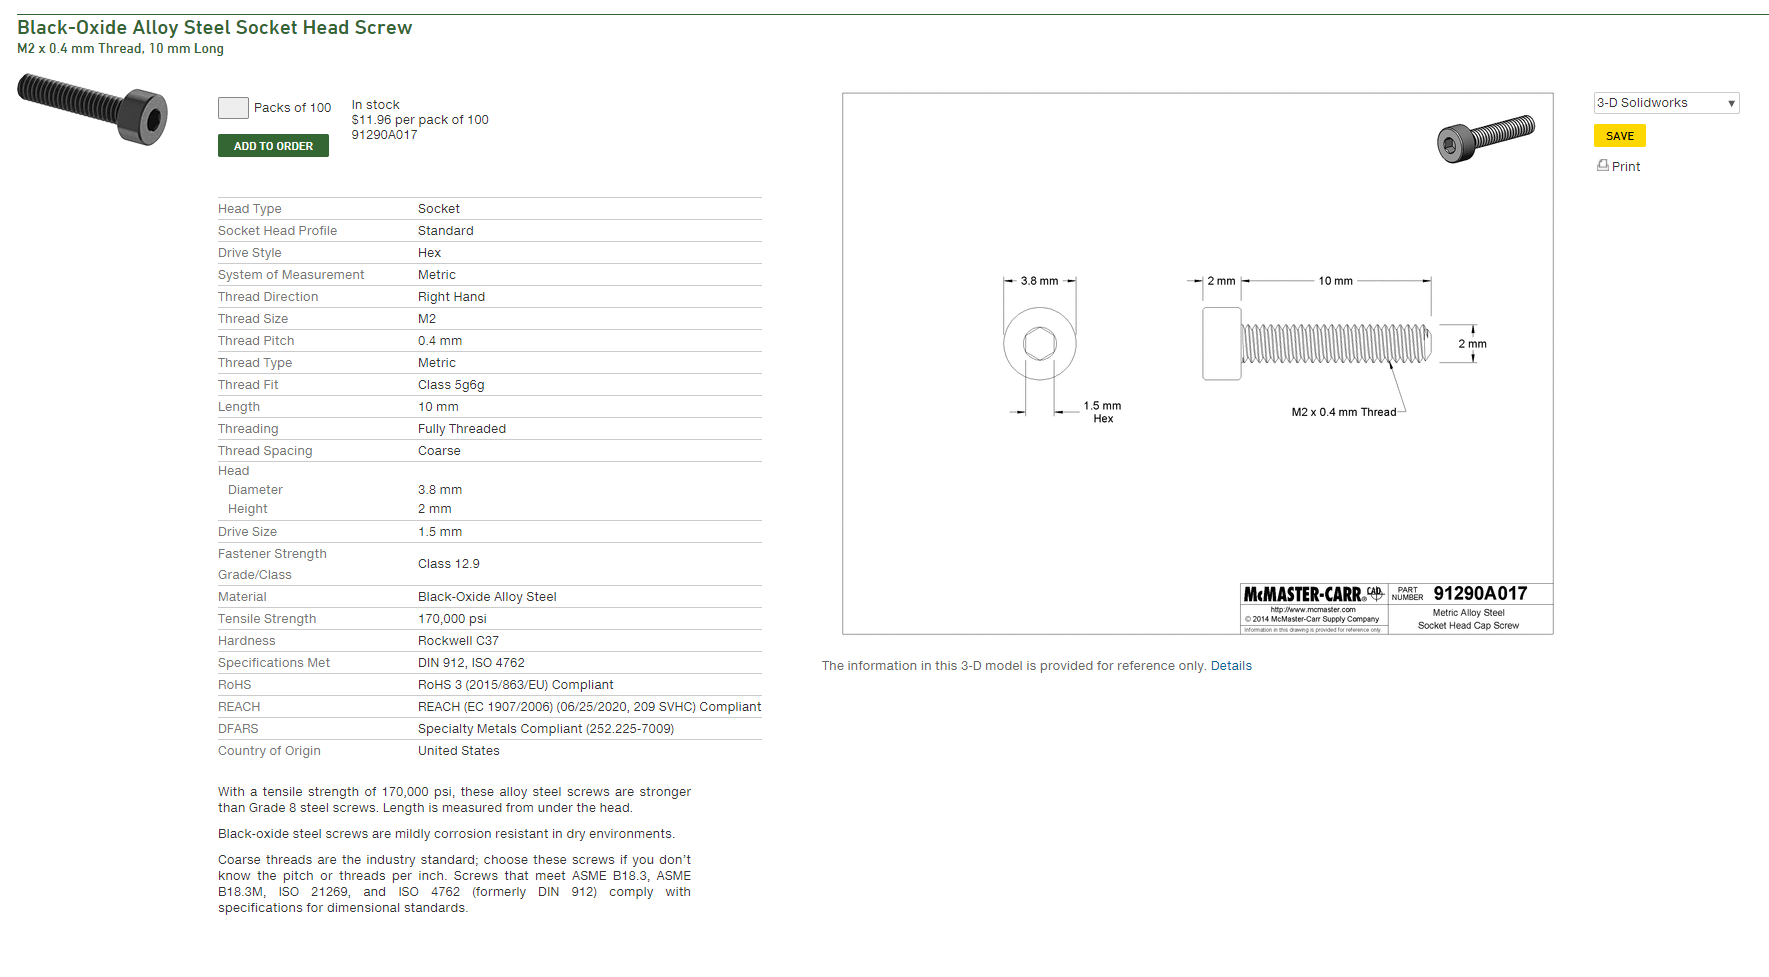 Black-Oxide Alloy Steel Socket Head Screw
M2 x 0.4 mm Thread, 10 mm Long
Packs of 100
ADD TO ORDER
In stock
$11.96 per pack of 100
91290A017
Head Type Socket
Socket Head Profile Standard
Drive Style Hex
System of Measurement Metric
Thread Direction Right Hand
Thread Size M2
Thread Pitch 0.4 mm
Thread Type Metric
Thread Fit Class 5g6g
Length 10 mm
Threading Fully Threaded
Thread Spacing Coarse
Head
Diameter 3.8 mm
Height 2 mm
Drive Size 1.5 mm
Fastener Strength
Grade/Class Class 12.9
Material Black-Oxide Alloy Steel
Tensile Strength 170,000 psi
Hardness Rockwell C37
Specifications Met DIN 912, ISO 4762
RoHS RoHS 3 (2015/863/EU) Compliant
REACH REACH (EC 1907/2006) (06/25/2020, 209 SVHC) Compliant
DFARS Specialty Metals Compliant (252.225-7009)
Country of Origin United States
With a tensile strength of 170,000 psi, these alloy steel screws are stronger
than Grade 8 steel screws. Length is measured from under the head.
Black-oxide steel screws are mildly corrosion resistant in dry environments.
Coarse threads are the industry standard; choose these screws if you don't
know the pitch or threads per inch. Screws that meet ASME B18.3, ASME
B18.3M, ISO 21269, and ISO 4762 (formerly DIN 912) comply with
specifications for dimensional standards.
3.8 mm
2 mm
10 mm
2 mm
1.5 mm
Hex
M2 x 0.4 mm Thread
McMASTER-CARR® CAD
http://www.mcmaster.com
© 2014 McMaster-Carr Supply Company
Information in this drawing is provided for reference only.
PART
NUMBER
91290A017
Metric Alloy Steel
Socket Head Cap Screw
The information in this 3-D model is provided for reference only. Details
3-D Solidworks
SAVE
Print